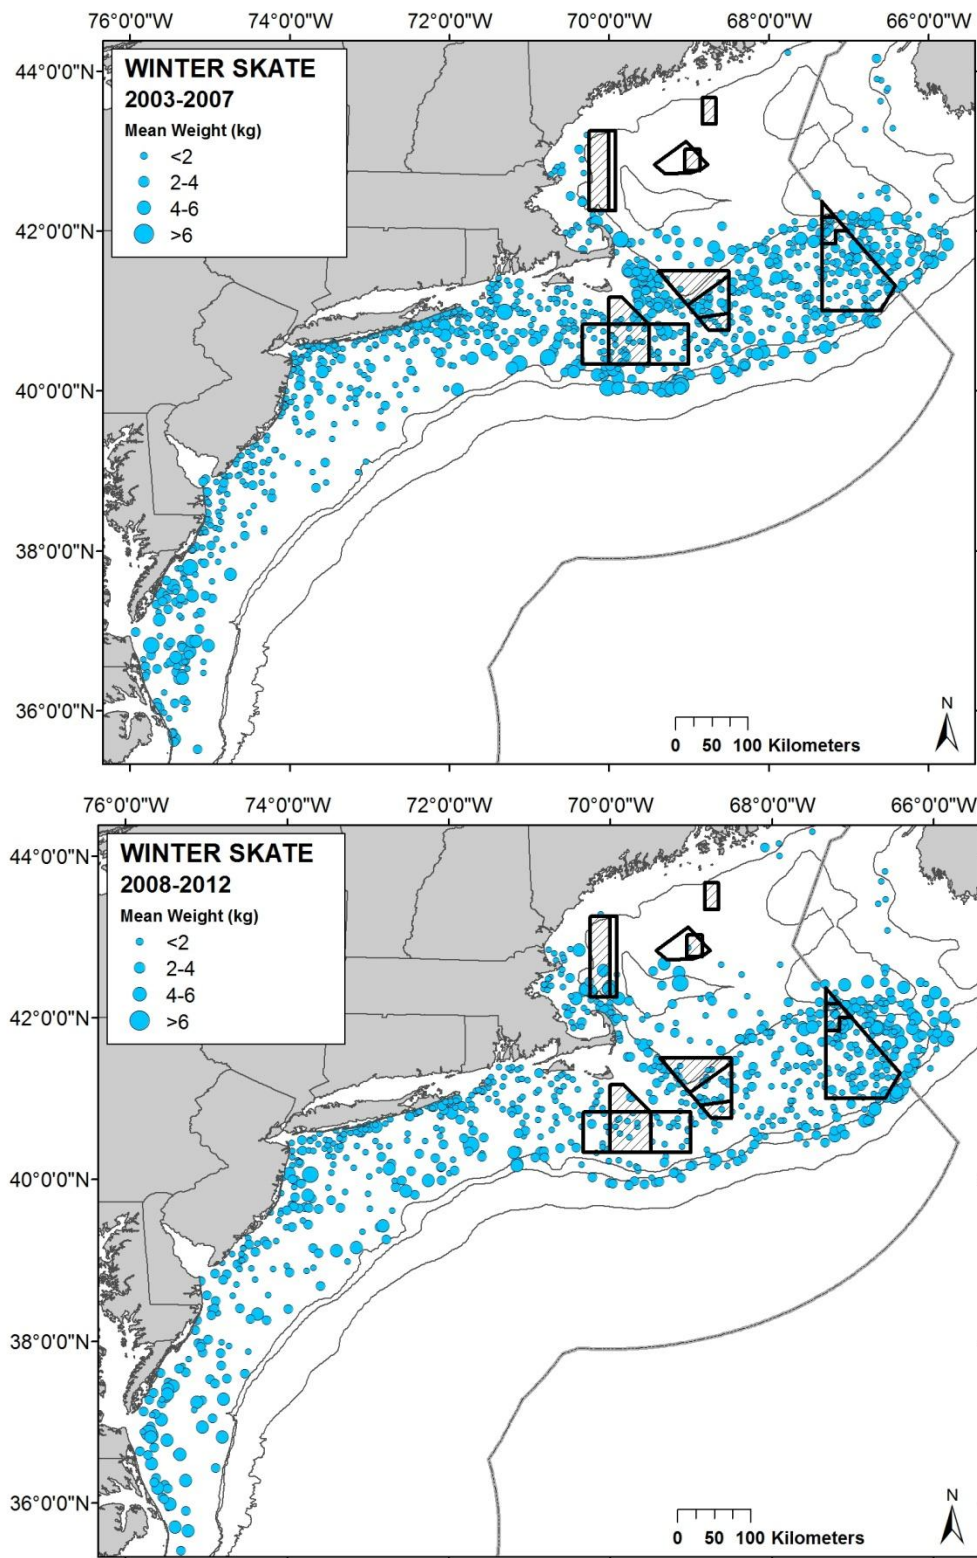 76°0'0"W 74°0'0"W 72°0'0"W 70°0'0"W 68°0'0"W 66°0'0"W
44°0'0"N
WINTER SKATE
2003-2007
Mean Weight (kg)
<2
2-4
4-6
>6
42°0'0"N
40°0'0"N
38°0'0"N
36°0'0"N
N
0 50 100 Kilometers
76°0'0"W 74°0'0"W 72°0'0"W 70°0'0"W 68°0'0"W 66°0'0"W
44°0'0"N
WINTER SKATE
2008-2012
Mean Weight (kg)
<2
2-4
4-6
>6
42°0'0"N
40°0'0"N
38°0'0"N
36°0'0"N
N
0 50 100 Kilometers